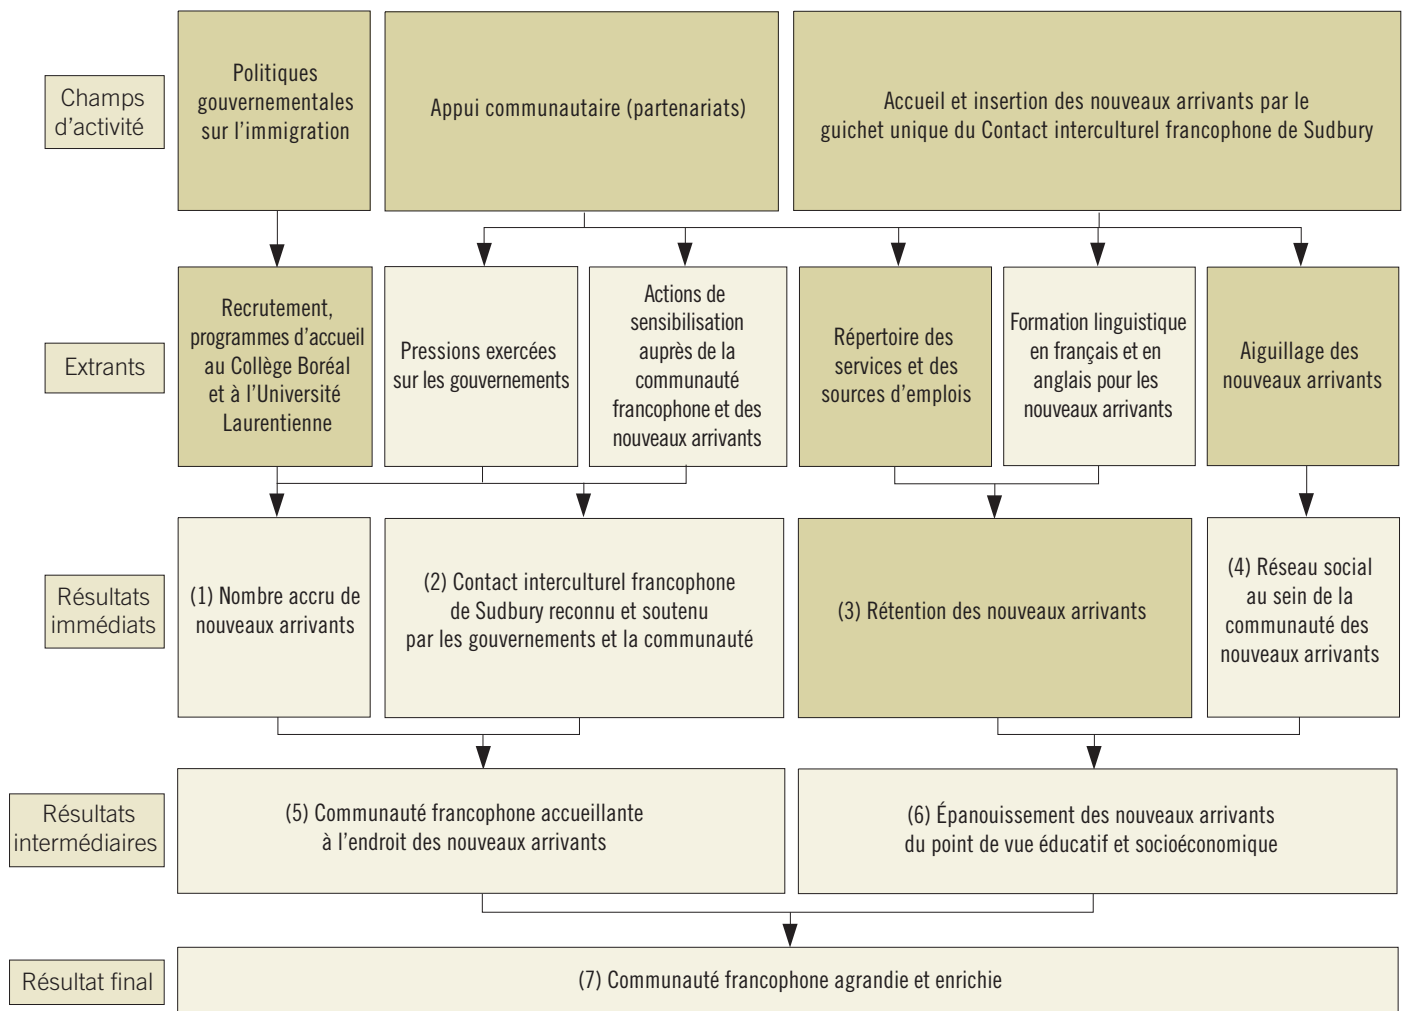 Champs
d'activité
Politiques
gouvernementales
sur l'immigration
Appui communautaire (partenariats)
Accueil et insertion des nouveaux arrivants par le
guichet unique du Contact interculturel francophone de Sudbury
Extrants
Recrutement,
programmes d'accueil
au Collège Boréal
et à l'Université
Laurentienne
Pressions exercées
sur les gouvernements
Actions de
sensibilisation
auprès de la
communauté
francophone et des
nouveaux arrivants
Répertoire des
services et des
sources d'emplois
Formation linguistique
en français et en
anglais pour les
nouveaux arrivants
Aiguillage des
nouveaux arrivants
Résultats
immédiats
(1) Nombre accru de
nouveaux arrivants
(2) Contact interculturel francophone
de Sudbury reconnu et soutenu
par les gouvernements et la communauté
(3) Rétention des nouveaux arrivants
(4) Réseau social
au sein de la
communauté des
nouveaux arrivants
Résultats
intermédiaires
(5) Communauté francophone accueillante
à l'endroit des nouveaux arrivants
(6) Épanouissement des nouveaux arrivants
du point de vue éducatif et socioéconomique
Résultat final
(7) Communauté francophone agrandie et enrichie